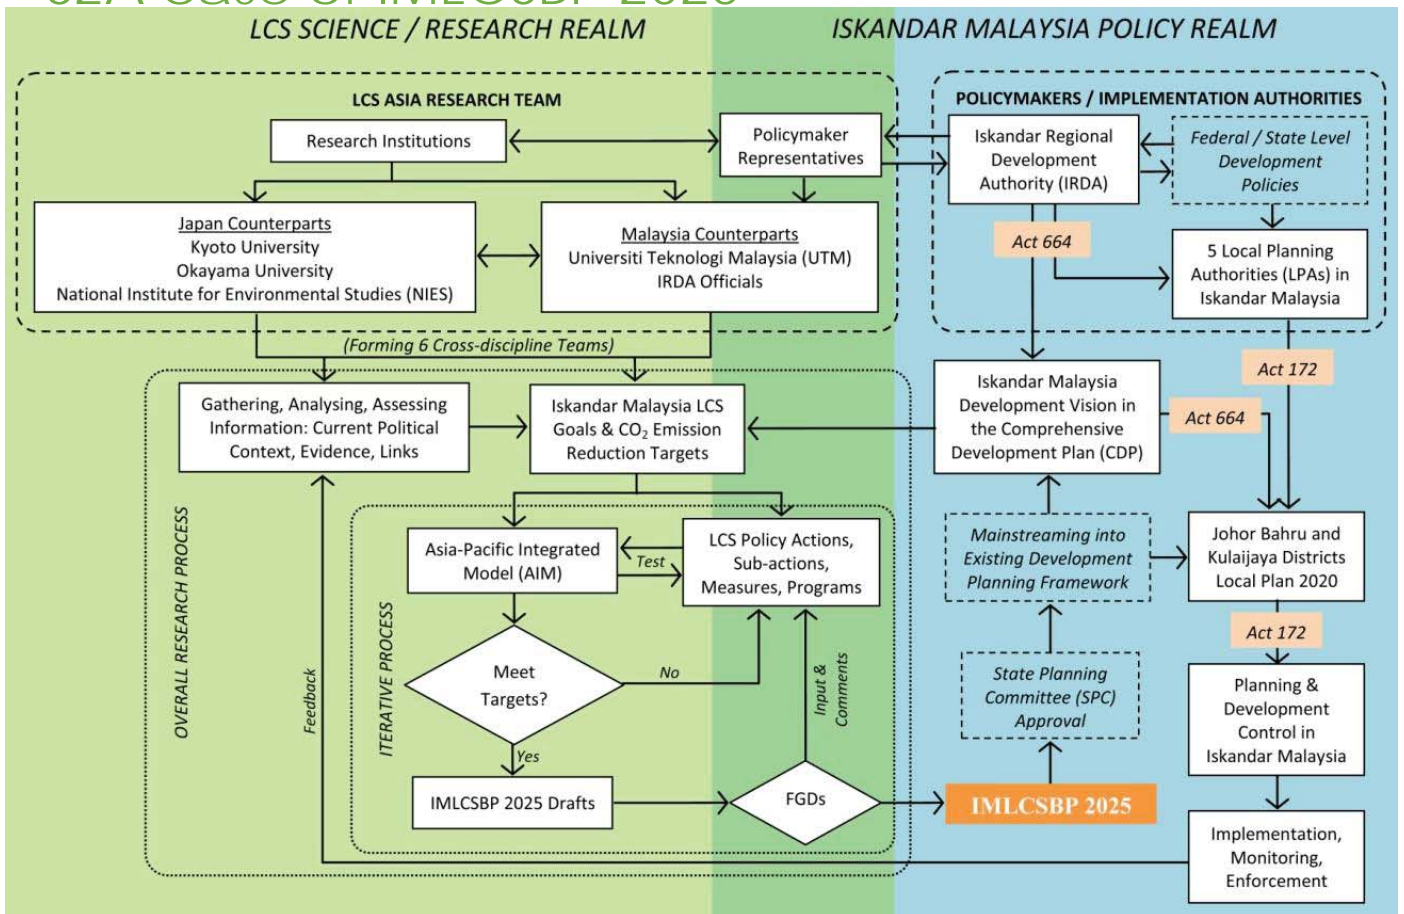 SEA Case of IMLCSBP 2025
LCS SCIENCE / RESEARCH REALM
ISKANDAR MALAYSIA POLICY REALM
LCS ASIA RESEARCH TEAM
Research Institutions
Policymaker
Representatives
Japan Counterparts
Kyoto University
Okayama University
National Institute for Environmental Studies (NIES)
Malaysia Counterparts
Universiti Teknologi Malaysia (UTM)
IRDA Officials
POLICYMAKERS / IMPLEMENTATION AUTHORITIES
Iskandar Regional
Development
Authority (IRDA)
Federal / State Level
Development
Policies
Act 664
5 Local Planning
Authorities (LPAs) in
Iskandar Malaysia
(Forming 6 Cross-discipline Teams)
Act 172
Gathering, Analysing, Assessing
Information: Current Political
Context, Evidence, Links
Iskandar Malaysia LCS
Goals & CO₂ Emission
Reduction Targets
Iskandar Malaysia
Development Vision in
the Comprehensive
Development Plan (CDP)
Act 664
OVERALL RESEARCH PROCESS
Feedback
ITERATIVE PROCESS
Asia-Pacific Integrated
Model (AIM)
Test
LCS Policy Actions,
Sub-actions,
Measures, Programs
Meet
Targets?
No
Yes
Input &
Comments
IMLCSBP 2025 Drafts
FGDs
IMLCSBP 2025
State Planning
Committee (SPC)
Approval
Mainstreaming into
Existing Development
Planning Framework
Johor Bahru and
Kulaijaya Districts
Local Plan 2020
Act 172
Planning &
Development
Control in
Iskandar Malaysia
Implementation,
Monitoring,
Enforcement